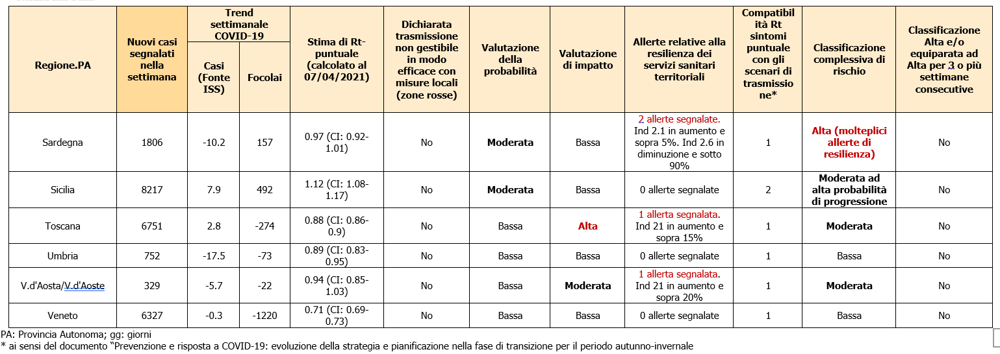 Regione.PA
Nuovi casi
segnalati
nella
settimana
Trend
settimanale
COVID-19
Casi
(Fonte
ISS)
Focolai
Stima di Rt-
puntuale
(calcolato al
07/04/2021)
Dichiarata
trasmissione
non gestibile
in modo
efficace con
misure locali
(zone rosse)
Valutazione
della
probabilità
Valutazione
di impatto
Allerte relative alla
resilienza dei
servizi sanitari
territoriali
Compatibil
ità Rt
sintomi
puntuale
con gli
scenari di
trasmissio
ne*
Classificazione
complessiva di
rischio
Classificazione
Alta e/o
equiparata ad
Alta per 3 o più
settimane
consecutive
Sardegna
1806
-10.2
157
0.97 (CI: 0.92-
1.01)
No
Moderata
Bassa
2 allerte segnalate.
Ind 2.1 in aumento e
sopra 5%. Ind 2.6 in
diminuzione e sotto
90%
1
Alta (molteplici
allerte di
resilienza)
No
Sicilia
8217
7.9
492
1.12 (CI: 1.08-
1.17)
No
Moderata
Bassa
0 allerte segnalate
2
Moderata ad
alta probabilità
di progressione
No
Toscana
6751
2.8
-274
0.88 (CI: 0.86-
0.9)
No
Bassa
Alta
1 allerta segnalata.
Ind 21 in aumento e
sopra 15%
1
Moderata
No
Umbria
752
-17.5
-73
0.89 (CI: 0.83-
0.95)
No
Bassa
Bassa
0 allerte segnalate
1
Bassa
No
V.d'Aosta/V.d'Aoste
329
-5.7
-22
0.94 (CI: 0.85-
1.03)
No
Bassa
Moderata
1 allerta segnalata.
Ind 21 in aumento e
sopra 20%
1
Moderata
No
Veneto
6327
-0.3
-1220
0.71 (CI: 0.69-
0.73)
No
Bassa
Bassa
0 allerte segnalate
1
Bassa
No
PA: Provincia Autonoma; gg: giorni
* ai sensi del documento "Prevenzione e risposta a COVID-19: evoluzione della strategia e pianificazione nella fase di transizione per il periodo autunno-invernale